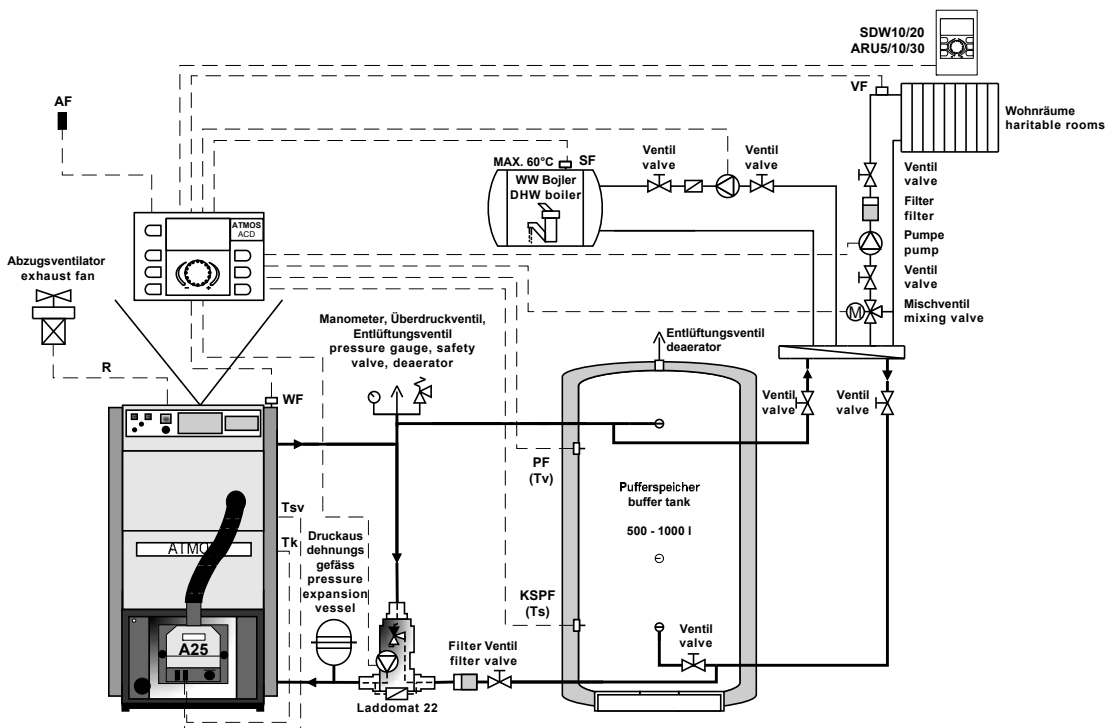 SDW10/20
ARU5/10/30
VF
AF
Wohnräume
haritable rooms
Ventil
valve
Ventil
valve
MAX. 60°C
SF
WW Bojler
DHW boiler
Ventil
valve
Filter
filter
Pumpe
pump
Ventil
valve
Mischventil
mixing valve
M
ATMOS
ACD
- +
Abzugsventilator
exhaust fan
R
Manometer, Überdruckventil,
Entlüftungsventil
pressure gauge, safety
valve, deaerator
Entlüftungsventil
deaerator
Ventil
valve
Ventil
valve
WF
PF
(Tv)
Pufferspeicher
buffer tank
500 - 1000 l
Tsv
Tk
ATMO
Druckaus
dehnungs
gefäss
pressure
expansion
vessel
KSPF
(Ts)
A25
Filter Ventil
filter valve
Ventil
valve
Laddomat 22